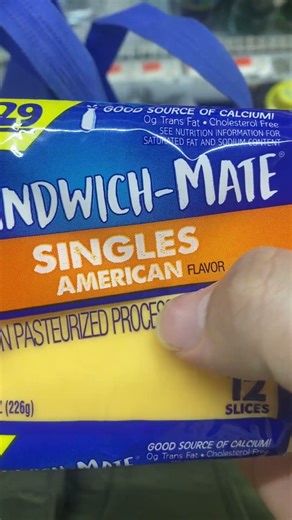 29
GOOD SOURCE OF CALCIUM!
0g Trans Fat • Cholesterol Free
SEE NUTRITION INFORMATION FOR
SATURATED FAT AND SODIUM CONTENT
NDWICH-MATE®
SINGLES
AMERICAN FLAVOR
N PASTEURIZED PROCESS
12
SLICES
Z (226g)
GOOD SOURCE OF CALCIUM!
0g Trans Fat • Cholesterol Free
WICH-MATE